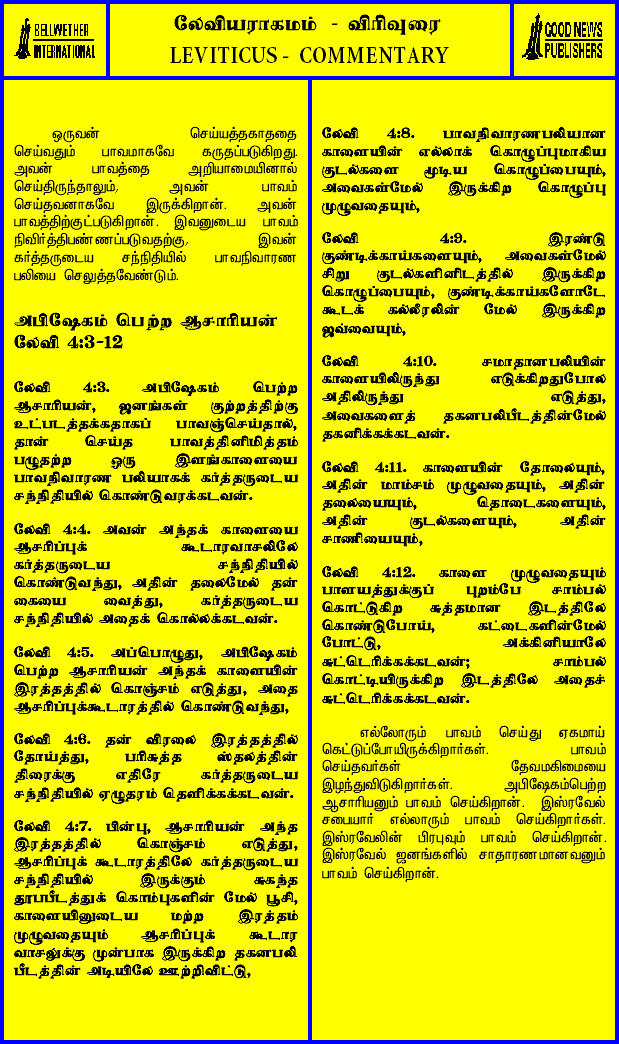 BELLWETHER
INTERNATIONAL
லேவியராகமம் - விரிவுரை
LEVITICUS - COMMENTARY
GOOD NEWS
PUBLISHERS
ஒருவன் செய்யத்தகாததை
செய்வதும் பாவமாகவே கருதப்படுகிறது.
அவன் பாவத்தை அறியாமையினால்
செய்திருந்தாலும், அவன் பாவம்
செய்தவனாகவே இருக்கிறான். அவன்
பாவத்திற்குட்படுகிறான். இவனுடைய பாவம்
நிவிர்த்திபண்ணப்படுவதற்கு, இவன்
கர்த்தருடைய சந்நிதியில் பாவநிவாரண
பலியை செலுத்தவேண்டும்.
அபிஷேகம் பெற்ற ஆசாரியன்
லேவி 4:3-12
லேவி 4:3. அபிஷேகம் பெற்ற
ஆசாரியன், ஜனங்கள் குற்றத்திற்கு
உட்படத்தக்கதாகப் பாவஞ்செய்தால்,
தான் செய்த பாவத்தினிமித்தம்
பழுதற்ற ஒரு இளங்காளையை
பாவநிவாரண பலியாகக் கர்த்தருடைய
சந்நிதியில் கொண்டுவரக்கடவன்.
லேவி 4:4. அவன் அந்தக் காளையை
ஆசரிப்புக் கூடாரவாசலிலே
கர்த்தருடைய சந்நிதியில்
கொண்டுவந்து, அதின் தலைமேல் தன்
கையை வைத்து, கர்த்தருடைய
சந்நிதியில் அதைக் கொல்லக்கடவன்.
லேவி 4:5. அப்பொழுது, அபிஷேகம்
பெற்ற ஆசாரியன் அந்தக் காளையின்
இரத்தத்தில் கொஞ்சம் எடுத்து, அதை
ஆசரிப்புக்கூடாரத்தில் கொண்டுவந்து,
லேவி 4:6. தன் விரலை இரத்தத்தில்
தோய்த்து, பரிசுத்த ஸ்தலத்தின்
திரைக்கு எதிரே கர்த்தருடைய
சந்நிதியில் ஏழுதரம் தெளிக்கக்கடவன்.
லேவி 4:7. பின்பு, ஆசாரியன் அந்த
இரத்தத்தில் கொஞ்சம் எடுத்து,
ஆசரிப்புக் கூடாரத்திலே கர்த்தருடைய
சந்நிதியில் இருக்கும் சுகந்த
தூபபீடத்துக் கொம்புகளின் மேல் பூசி,
காளையினுடைய மற்ற இரத்தம்
முழுவதையும் ஆசரிப்புக் கூடார
வாசலுக்கு முன்பாக இருக்கிற தகனபலி
பீடத்தின் அடியிலே ஊற்றிவிட்டு,
லேவி 4:8. பாவநிவாரணபலியான
காளையின் எல்லாக் கொழுப்புமாகிய
குடல்களை மூடிய கொழுப்பையும்,
அவைகள்மேல் இருக்கிற கொழுப்பு
முழுவதையும்,
லேவி 4:9. இரண்டு
குண்டிக்காய்களையும், அவைகள்மேல்
சிறு குடல்களினிடத்தில் இருக்கிற
கொழுப்பையும், குண்டிக்காய்களோடே
கூடக் கல்லீரலின் மேல் இருக்கிற
ஜவ்வையும்,
லேவி 4:10. சமாதானபலியின்
காளையிலிருந்து எடுக்கிறதுபோல
அதிலிருந்து எடுத்து,
அவைகளைத் தகனபலிபீடத்தின்மேல்
தகனிக்கக்கடவன்.
லேவி 4:11. காளையின் தோலையும்,
அதின் மாம்சம் முழுவதையும், அதின்
தலையையும், தொடைகளையும்,
அதின் குடல்களையும், அதின்
சாணியையும்,
லேவி 4:12. காளை முழுவதையும்
பாளயத்துக்குப் புறம்பே சாம்பல்
கொட்டுகிற சுத்தமான இடத்திலே
கொண்டுபோய், கட்டைகளின்மேல்
போட்டு, அக்கினியாலே
சுட்டெரிக்கக்கடவன்; சாம்பல்
கொட்டியிருக்கிற இடத்திலே அதைச்
சுட்டெரிக்கக்கடவன்.
எல்லோரும் பாவம் செய்து ஏகமாய்
கெட்டுப்போயிருக்கிறார்கள். பாவம்
செய்தவர்கள் தேவமகிமையை
இழந்துவிடுகிறார்கள். அபிஷேகம்பெற்ற
ஆசாரியனும் பாவம் செய்கிறான். இஸ்ரவேல்
சபையார் எல்லாரும் பாவம் செய்கிறார்கள்.
இஸ்ரவேலின் பிரபுவும் பாவம் செய்கிறான்.
இஸ்ரவேல் ஜனங்களில் சாதாரணமானவனும்
பாவம் செய்கிறான்.